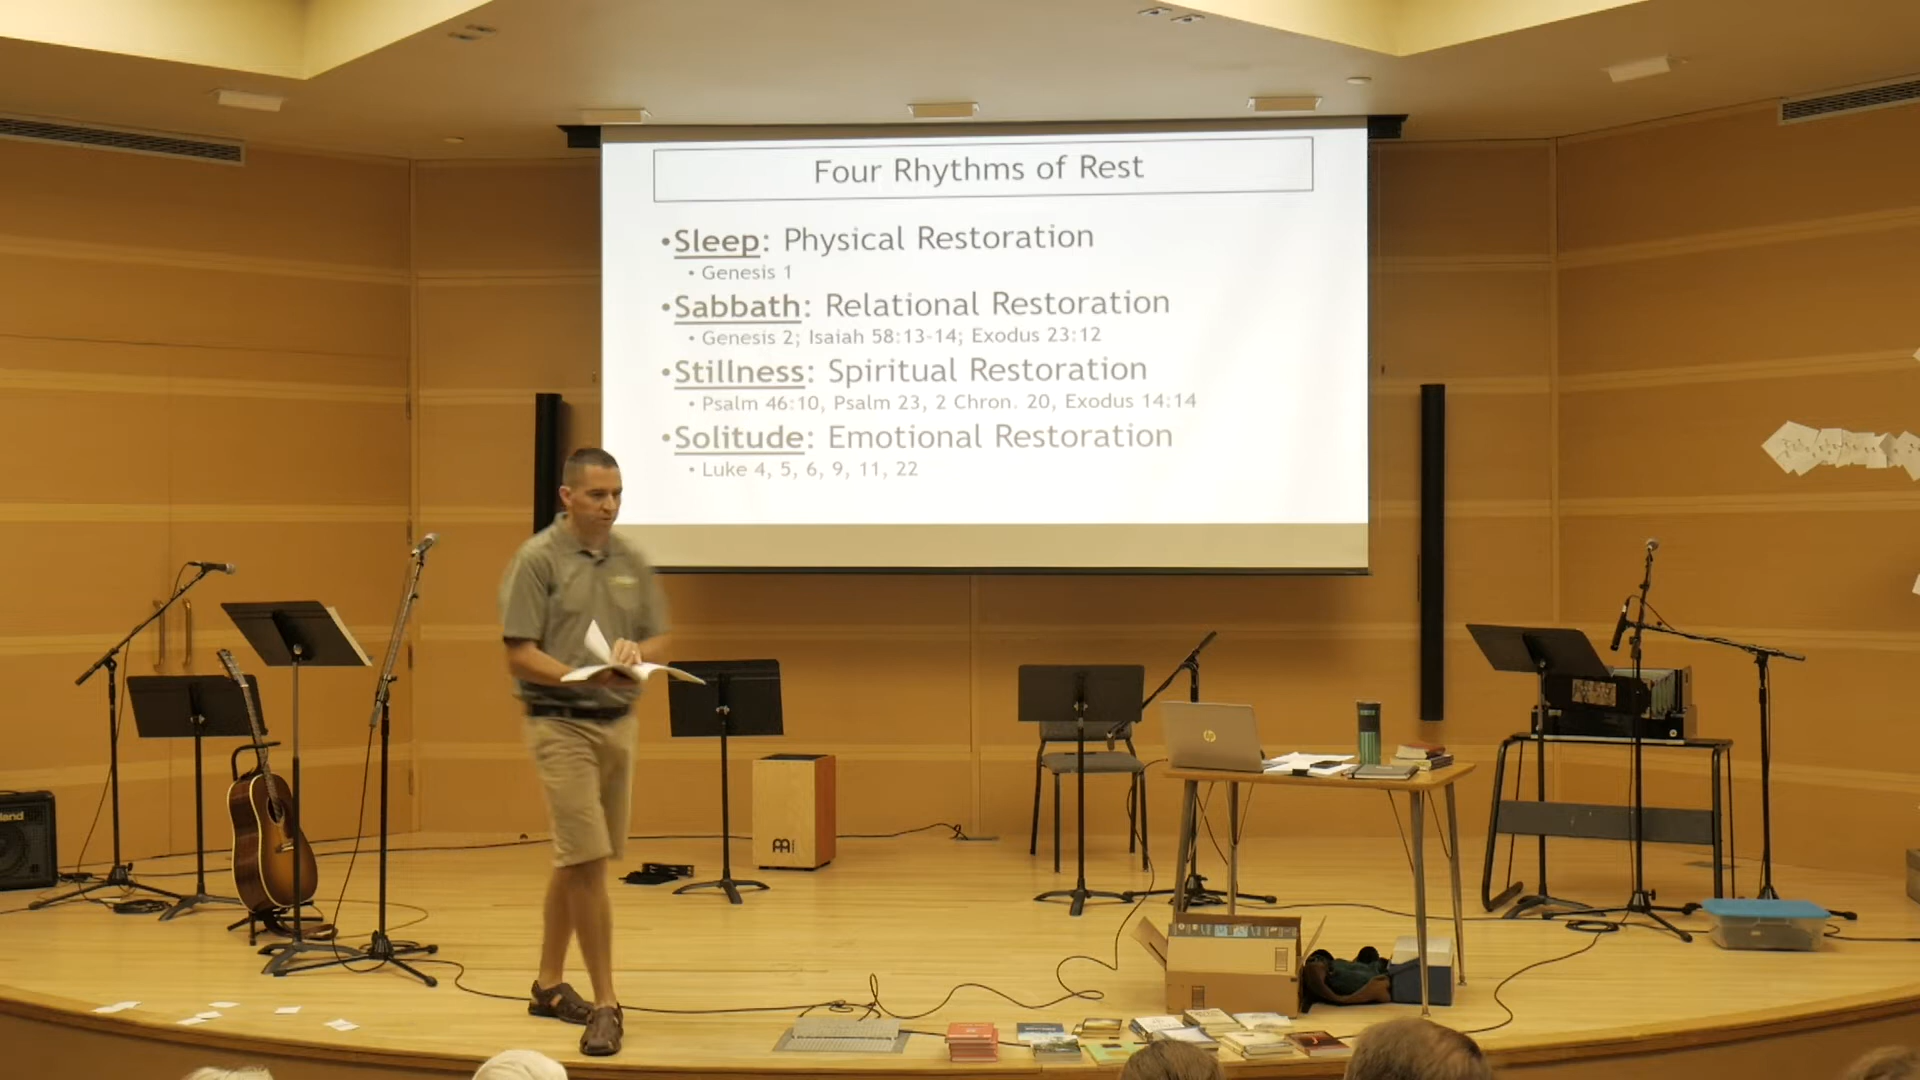 Four Rhythms of Rest
•Sleep: Physical Restoration
• Genesis 1
•Sabbath: Relational Restoration
• Genesis 2; Isaiah 58:13-14; Exodus 23:12
•Stillness: Spiritual Restoration
• Psalm 46:10, Psalm 23, 2 Chron. 20, Exodus 14:14
•Solitude: Emotional Restoration
• Luke 4, 5, 6, 9, 11, 22
hp